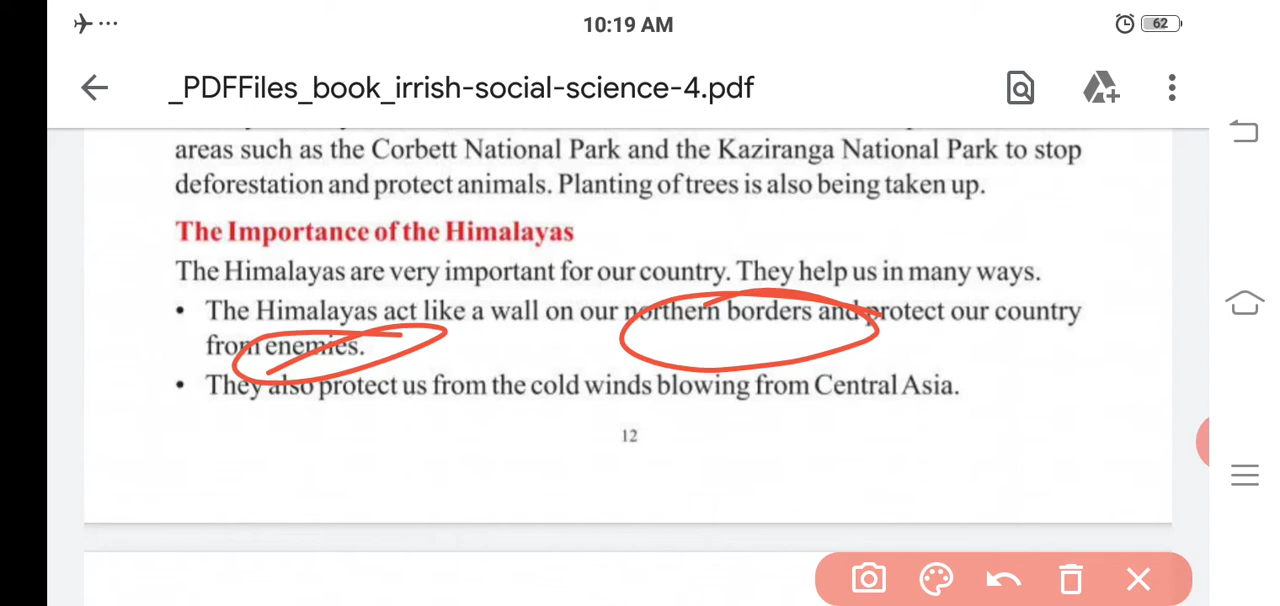 10:19 AM
62
_PDFFiles_book_irrish-social-science-4.pdf
areas such as the Corbett National Park and the Kaziranga National Park to stop
deforestation and protect animals. Planting of trees is also being taken up.
The Importance of the Himalayas
The Himalayas are very important for our country. They help us in many ways.
• The Himalayas act like a wall on our northern borders and protect our country
from enemies.
• They also protect us from the cold winds blowing from Central Asia.
12